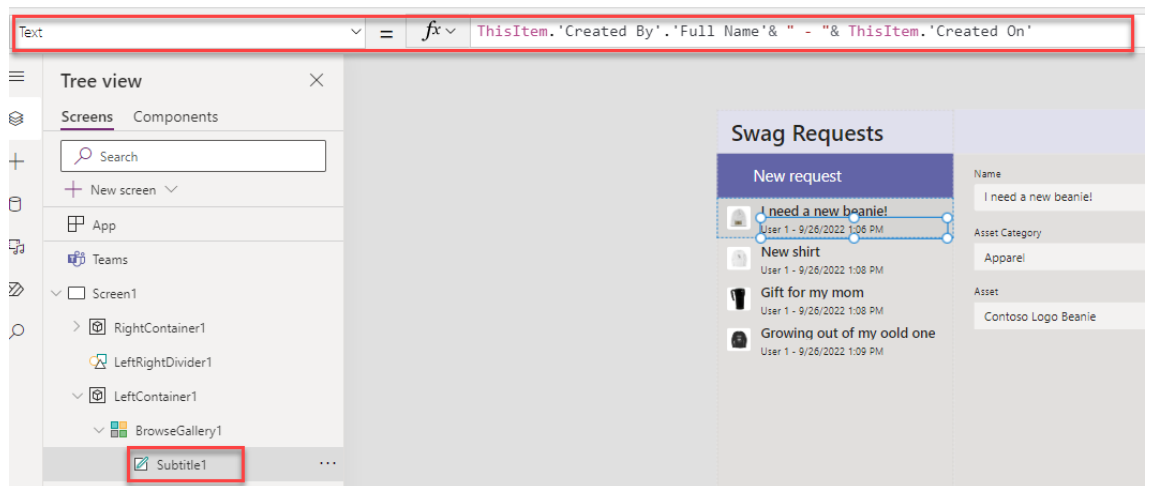 Text
= fx ThisItem.'Created By'.'Full Name'& " - "& ThisItem.'Created On'
Tree view
Screens Components
Search
New screen
App
Teams
Screen1
RightContainer1
LeftRightDivider1
LeftContainer1
BrowseGallery1
Subtitle1
...
Swag Requests
New request
I need a new beanie!
User 1 - 9/26/2022 1:06 PM
New shirt
User 1 - 9/26/2022 1:08 PM
Gift for my mom
User 1 - 9/26/2022 1:08 PM
Growing out of my oold one
User 1 - 9/26/2022 1:09 PM
Name
I need a new beanie!
Asset Category
Apparel
Asset
Contoso Logo Beanie